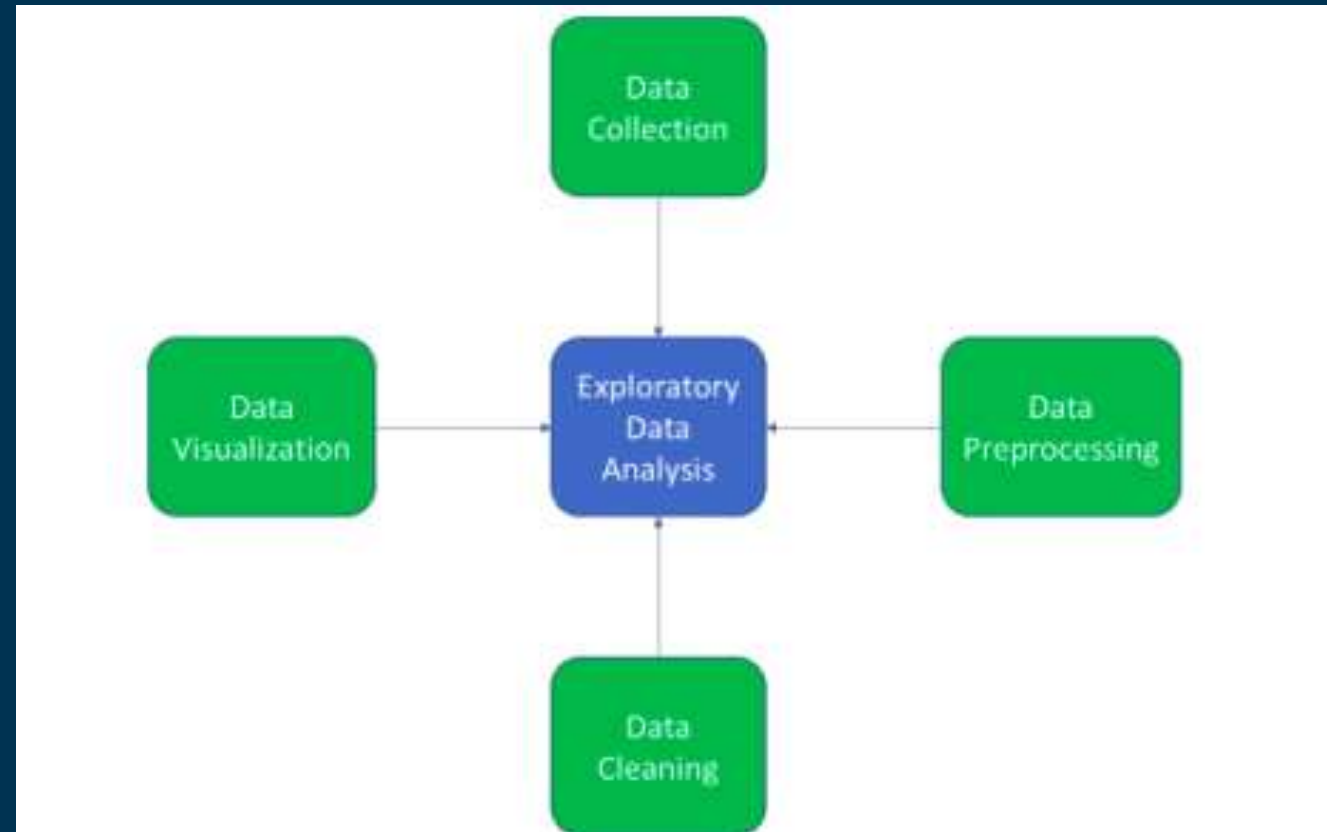 Data
Collection
Data
Visualization
Exploratory
Data
Analysis
Data
Preprocessing
Data
Cleaning